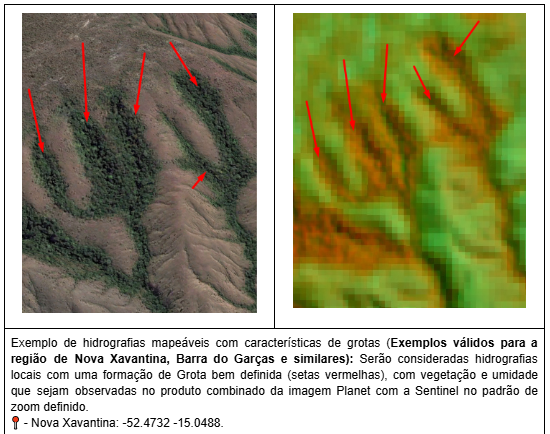 Exemplo de hidrografias mapeáveis com características de grotas (Exemplos válidos para a
região de Nova Xavantina, Barra do Garças e similares): Serão consideradas hidrografias
locais com uma formação de Grota bem definida (setas vermelhas), com vegetação e umidade
que sejam observadas no produto combinado da imagem Planet com a Sentinel no padrão de
zoom definido.
- Nova Xavantina: -52.4732 -15.0488.